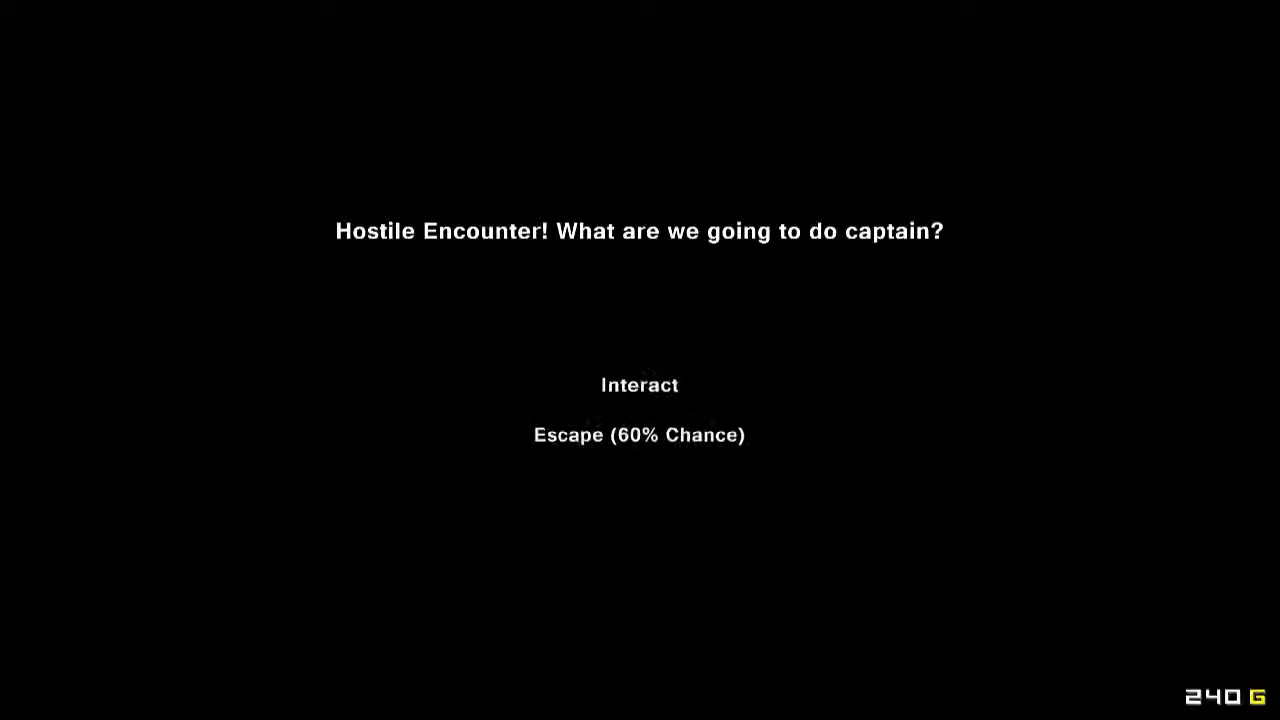 Hostile Encounter! What are we going to do captain?
Interact
Escape (60% Chance)
240 G